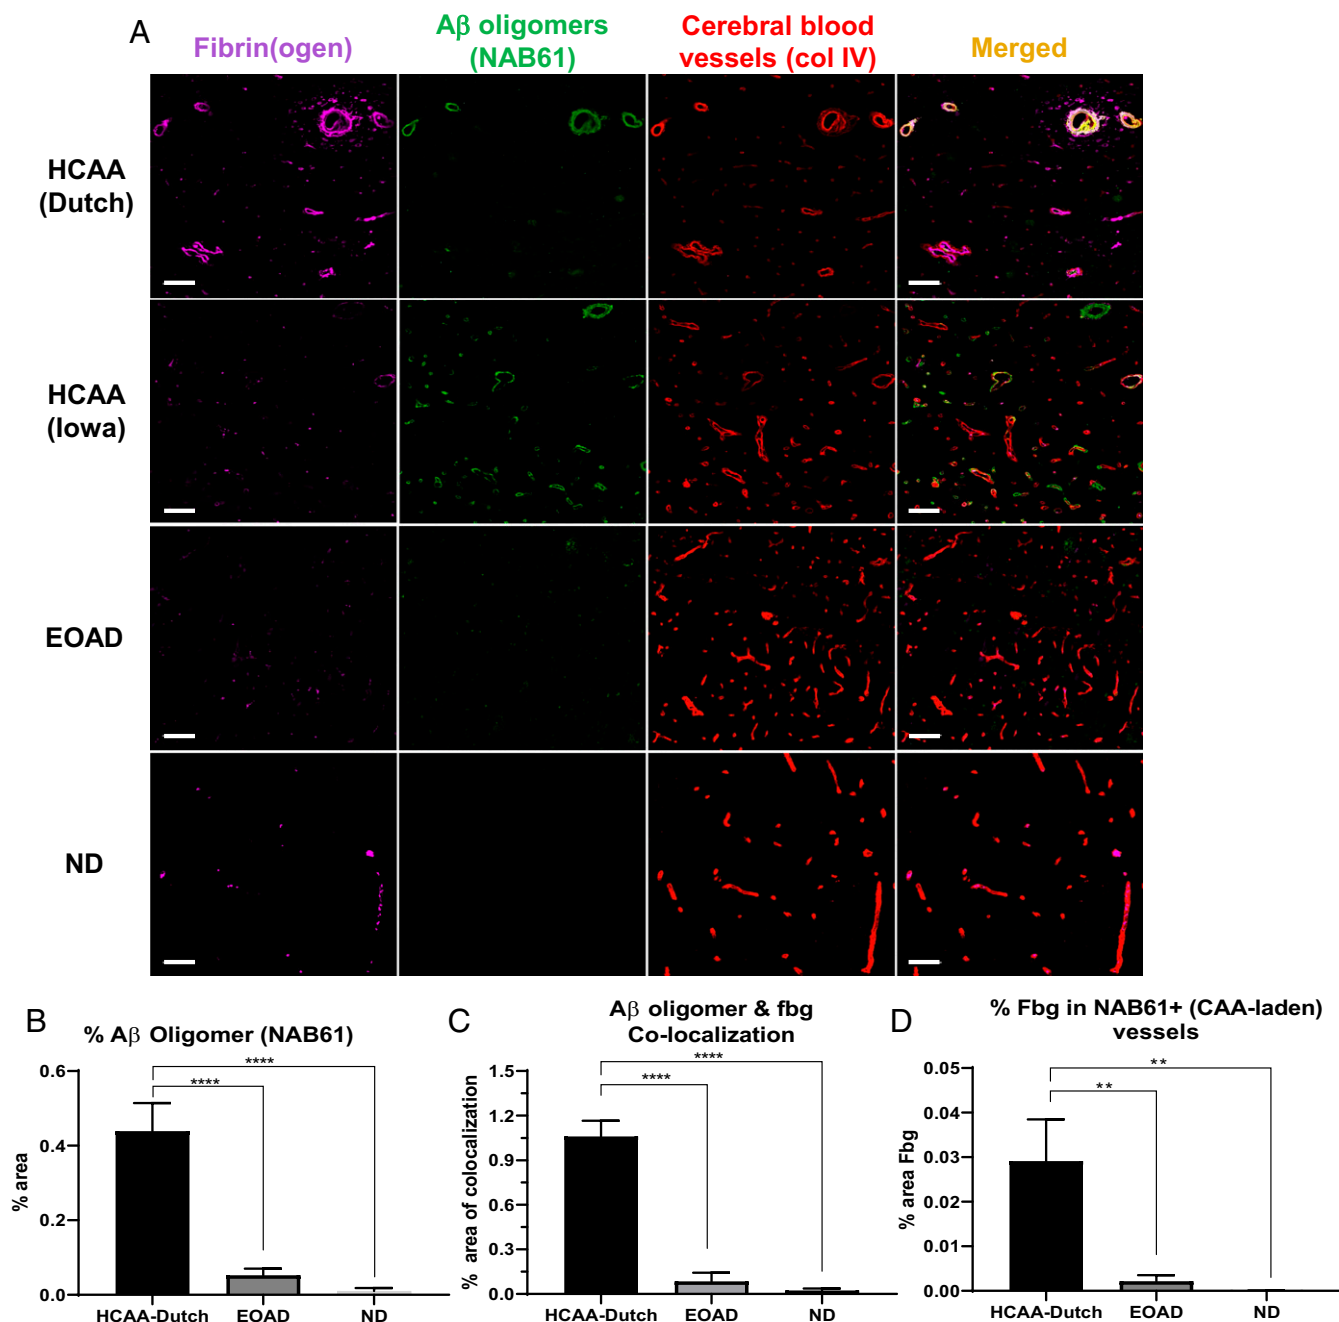 A
Fibrin(ogen)
Aβ oligomers
(NAB61)
Cerebral blood
vessels (col IV)
Merged
HCAA
(Dutch)
HCAA
(Iowa)
EOAD
ND
B
% Aβ Oligomer (NAB61)
****
****
% area
0.6
0.4
0.2
0.0
HCAA-Dutch
EOAD
ND
C
Aβ oligomer & fbg
Co-localization
****
****
% area of colocalization
1.5
1.2
0.9
0.6
0.3
0.0
HCAA-Dutch
EOAD
ND
D
% Fbg in NAB61+ (CAA-laden)
vessels
**
**
% area Fbg
0.05
0.04
0.03
0.02
0.01
0.00
HCAA-Dutch
EOAD
ND